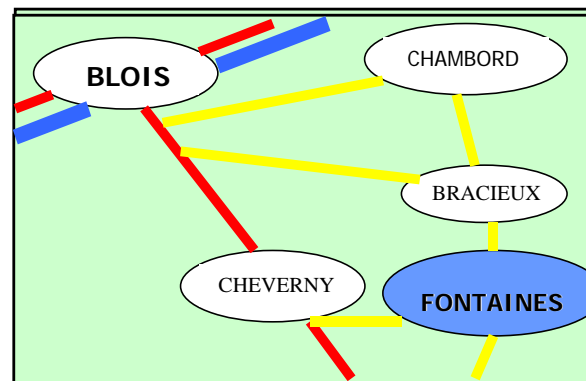 BLOIS
CHAMBORD
BRACIEUX
CHEVERNY
FONTAINES